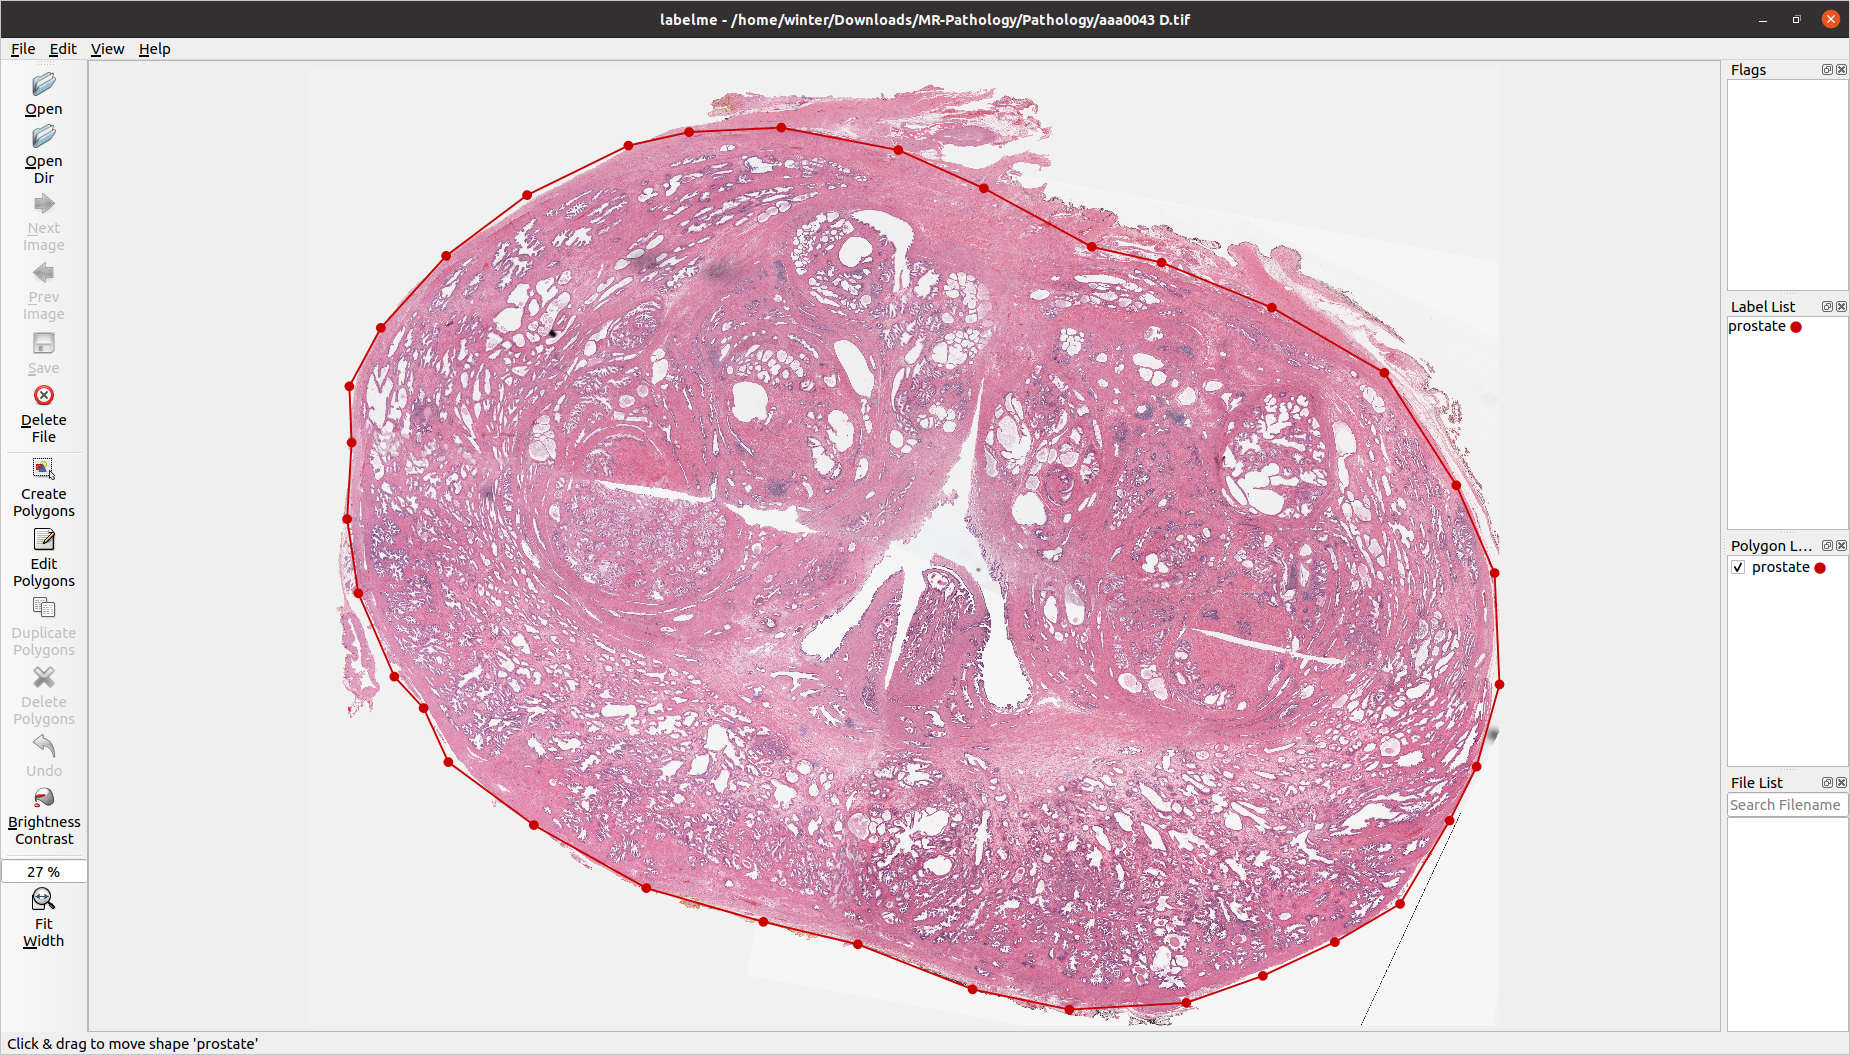 labelme - /home/winter/Downloads/MR-Pathology/Pathology/aaa0043 D.tif
File Edit View Help
Open
Open
Dir
Next
Image
Prev
Image
Save
Delete
File
Create
Polygons
Edit
Polygons
Duplicate
Polygons
Delete
Polygons
Undo
Brightness
Contrast
27 %
Fit
Width
Flags
Label List
prostate
Polygon L...
prostate
File List
Search Filename
Click & drag to move shape 'prostate'